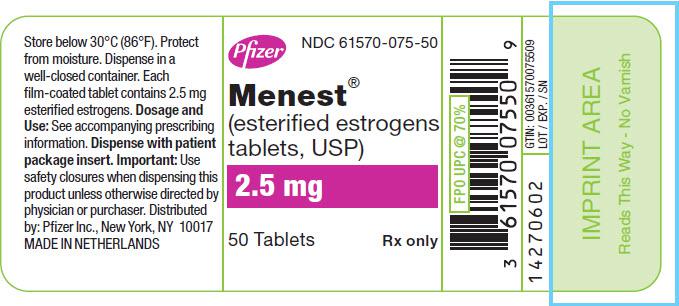 Store below 30°C (86°F). Protect
from moisture. Dispense in a
well-closed container. Each
film-coated tablet contains 2.5 mg
esterified estrogens. Dosage and
Use: See accompanying prescribing
information. Dispense with patient
package insert. Important: Use
safety closures when dispensing this
product unless otherwise directed by
physician or purchaser. Distributed
by: Pfizer Inc., New York, NY 10017
MADE IN NETHERLANDS
Pfizer
NDC 61570-075-50
Menest®
(esterified estrogens
tablets, USP)
2.5 mg
50 Tablets Rx only
FPO UPC @ 70%
3 61570 07550 9
GTIN: 00361570075509
LOT / EXP. / SN
14270602
IMPRINT AREA
Reads This Way - No Varnish